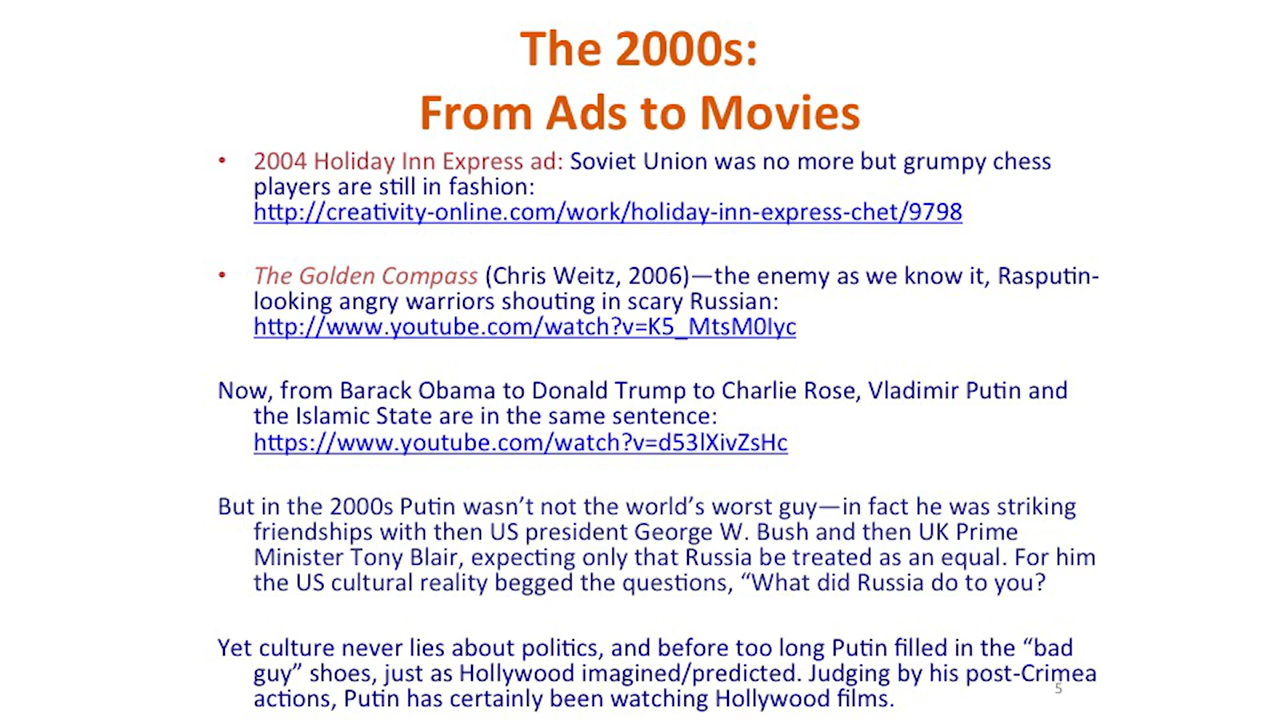 The 2000s:
From Ads to Movies
• 2004 Holiday Inn Express ad: Soviet Union was no more but grumpy chess
players are still in fashion:
http://creativity-online.com/work/holiday-inn-express-chet/9798
• The Golden Compass (Chris Weitz, 2006)—the enemy as we know it, Rasputin-
looking angry warriors shouting in scary Russian:
http://www.youtube.com/watch?v=K5_MtsM0lyc
Now, from Barack Obama to Donald Trump to Charlie Rose, Vladimir Putin and
the Islamic State are in the same sentence:
https://www.youtube.com/watch?v=d53lXivZsHc
But in the 2000s Putin wasn’t not the world’s worst guy—in fact he was striking
friendships with then US president George W. Bush and then UK Prime
Minister Tony Blair, expecting only that Russia be treated as an equal. For him
the US cultural reality begged the questions, “What did Russia do to you?
Yet culture never lies about politics, and before too long Putin filled in the “bad
guy” shoes, just as Hollywood imagined/predicted. Judging by his post-Crimea
actions, Putin has certainly been watching Hollywood films.
5